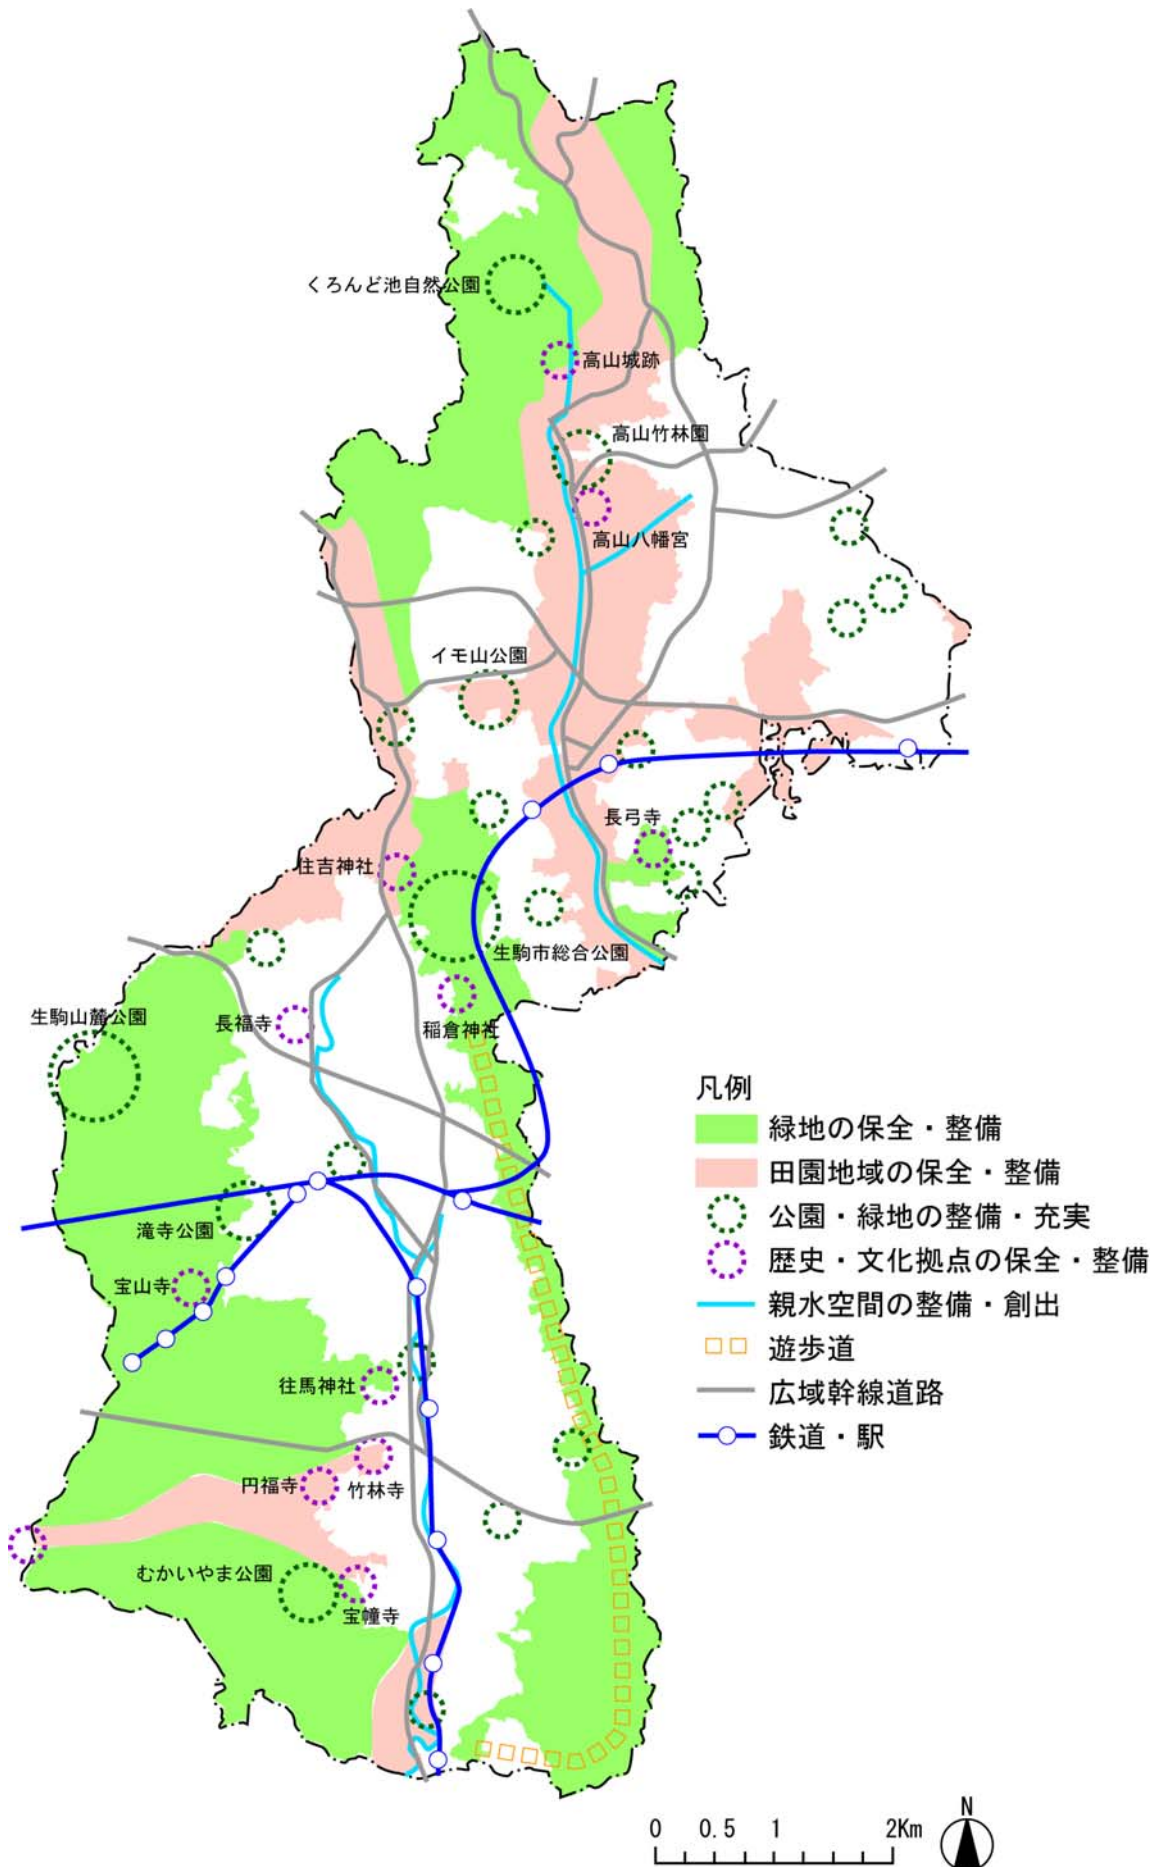 くろんど池自然公園
高山城跡
高山竹林園
高山八幡宮
イモ山公園
長弓寺
住吉神社
生駒市総合公園
稲倉神社
長福寺
生駒山麓公園
滝寺公園
宝山寺
往馬神社
円福寺
竹林寺
むかいやま公園
宝幢寺
凡例
緑地の保全・整備
田園地域の保全・整備
公園・緑地の整備・充実
歴史・文化拠点の保全・整備
親水空間の整備・創出
遊歩道
広域幹線道路
鉄道・駅
0 0.5 1 2Km
N